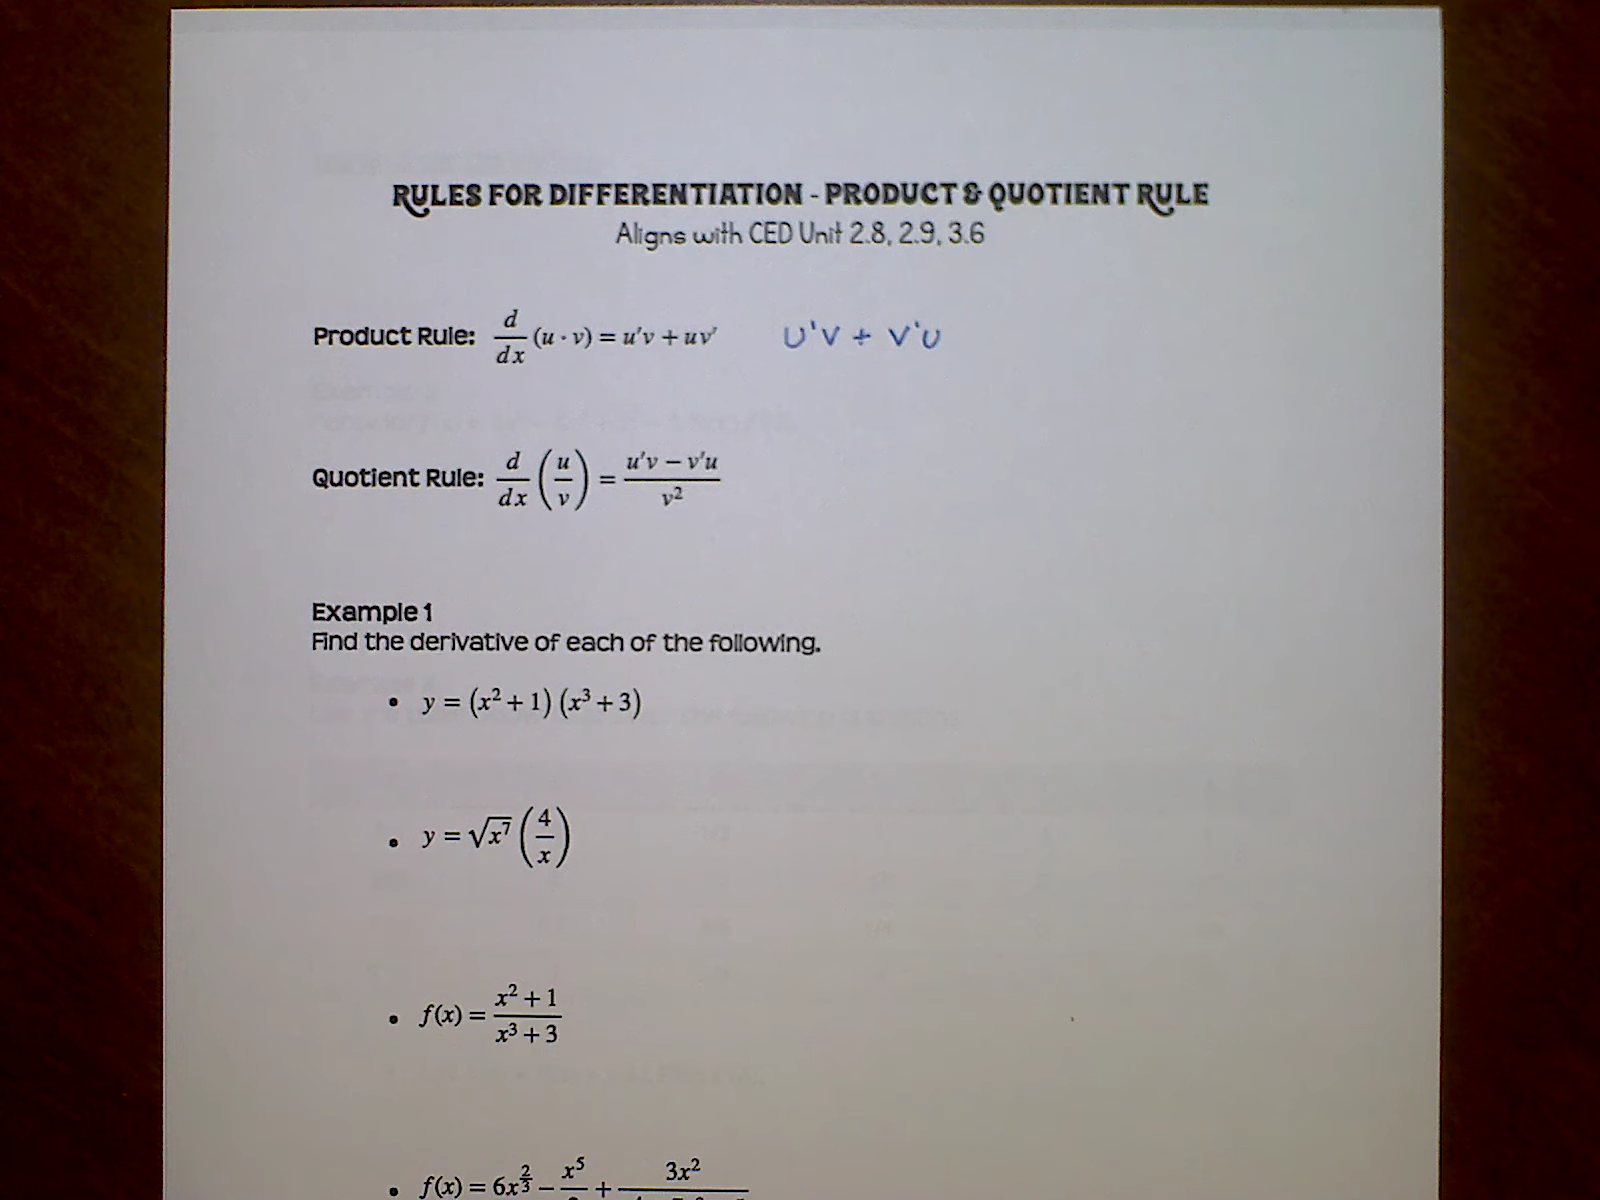 RULES FOR DIFFERENTIATION - PRODUCT & QUOTIENT RULE
Aligns with CED Unit 2.8, 2.9, 3.6
Product Rule: d/dx (u · v) = u'v + uv' U'V + V'U
Quotient Rule: d/dx (u/v) = (u'v − v'u)/v²
Example 1
Find the derivative of each of the following.
• y = (x² + 1) (x³ + 3)
• y = √x⁷ (4/x)
• f(x) = (x² + 1)/(x³ + 3)
• f(x) = 6x^(2/3) − x⁵ + 3x²